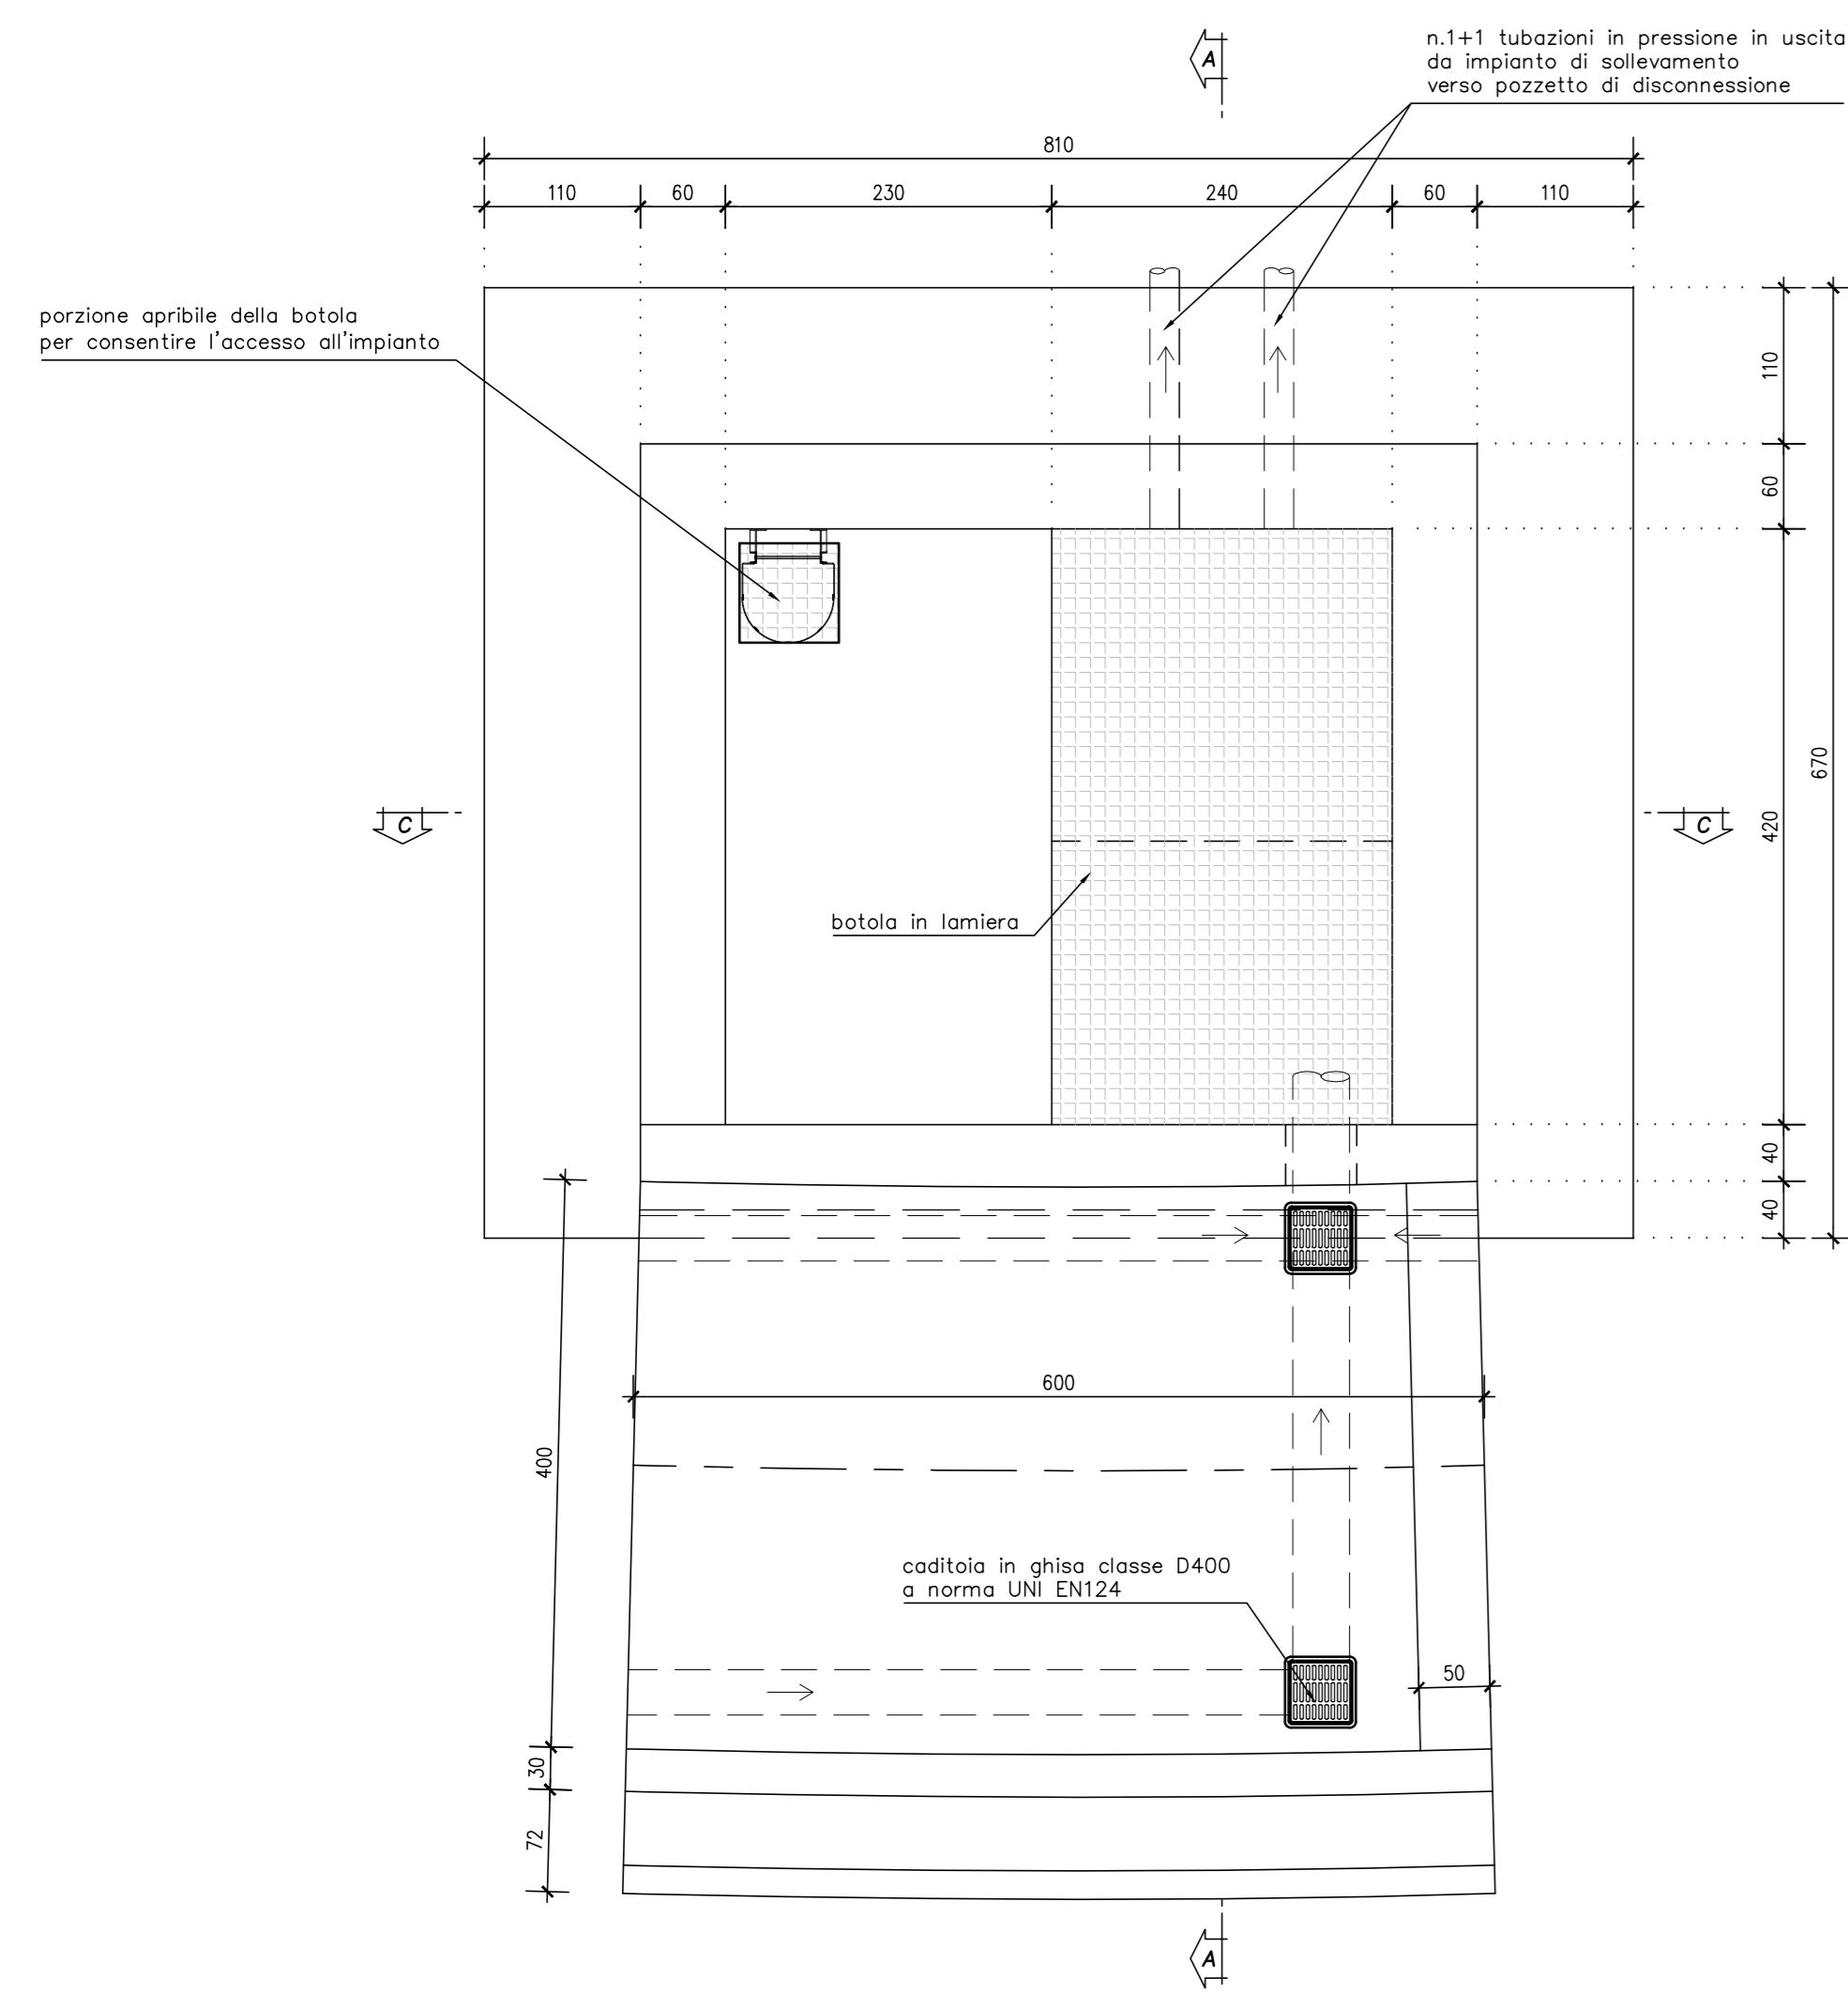 A
n.1+1 tubazioni in pressione in uscita
da impianto di sollevamento
verso pozzetto di disconnessione
810
110
60
230
240
60
110
porzione apribile della botola
per consentire l'accesso all'impianto
110
60
420
670
40
40
C
C
botola in lamiera
600
400
caditoia in ghisa classe D400
a norma UNI EN124
50
30
72
A